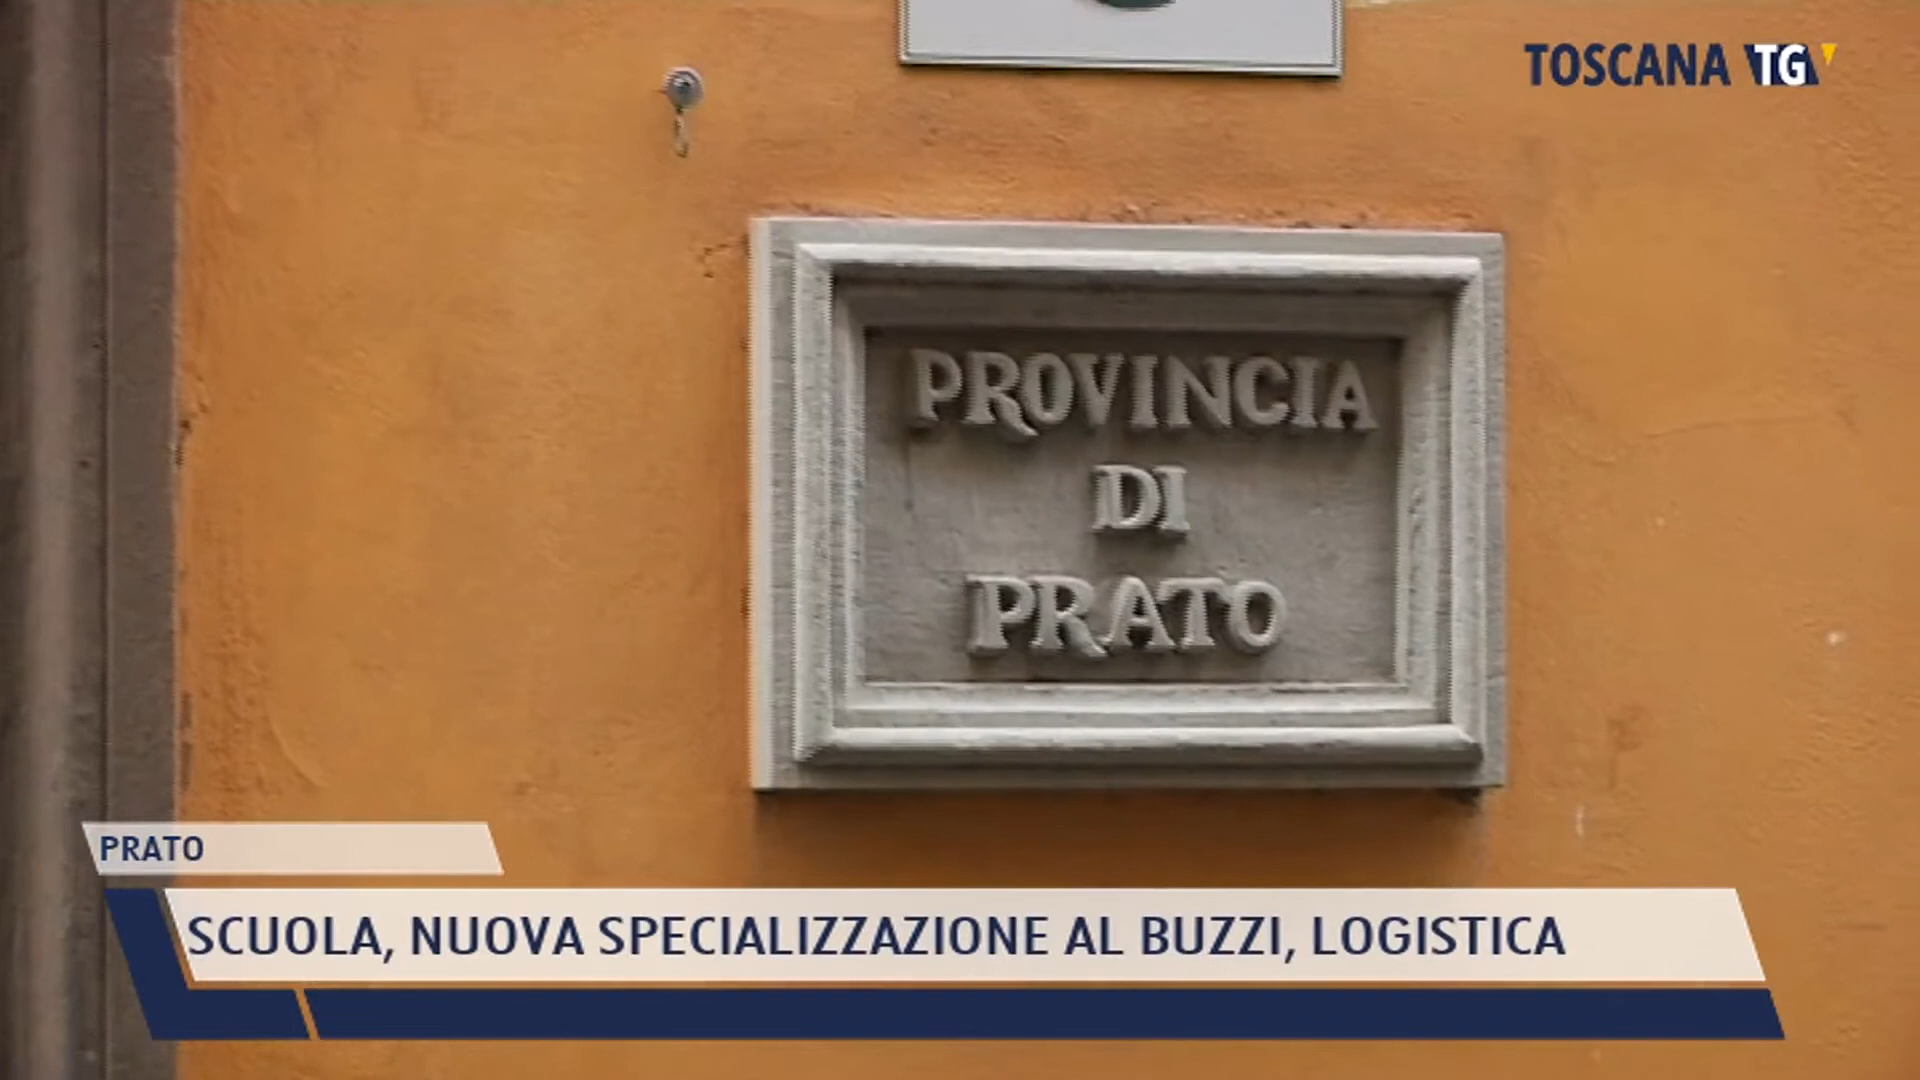 TOSCANA TG
PROVINCIA
DI
PRATO
PRATO
SCUOLA, NUOVA SPECIALIZZAZIONE AL BUZZI, LOGISTICA